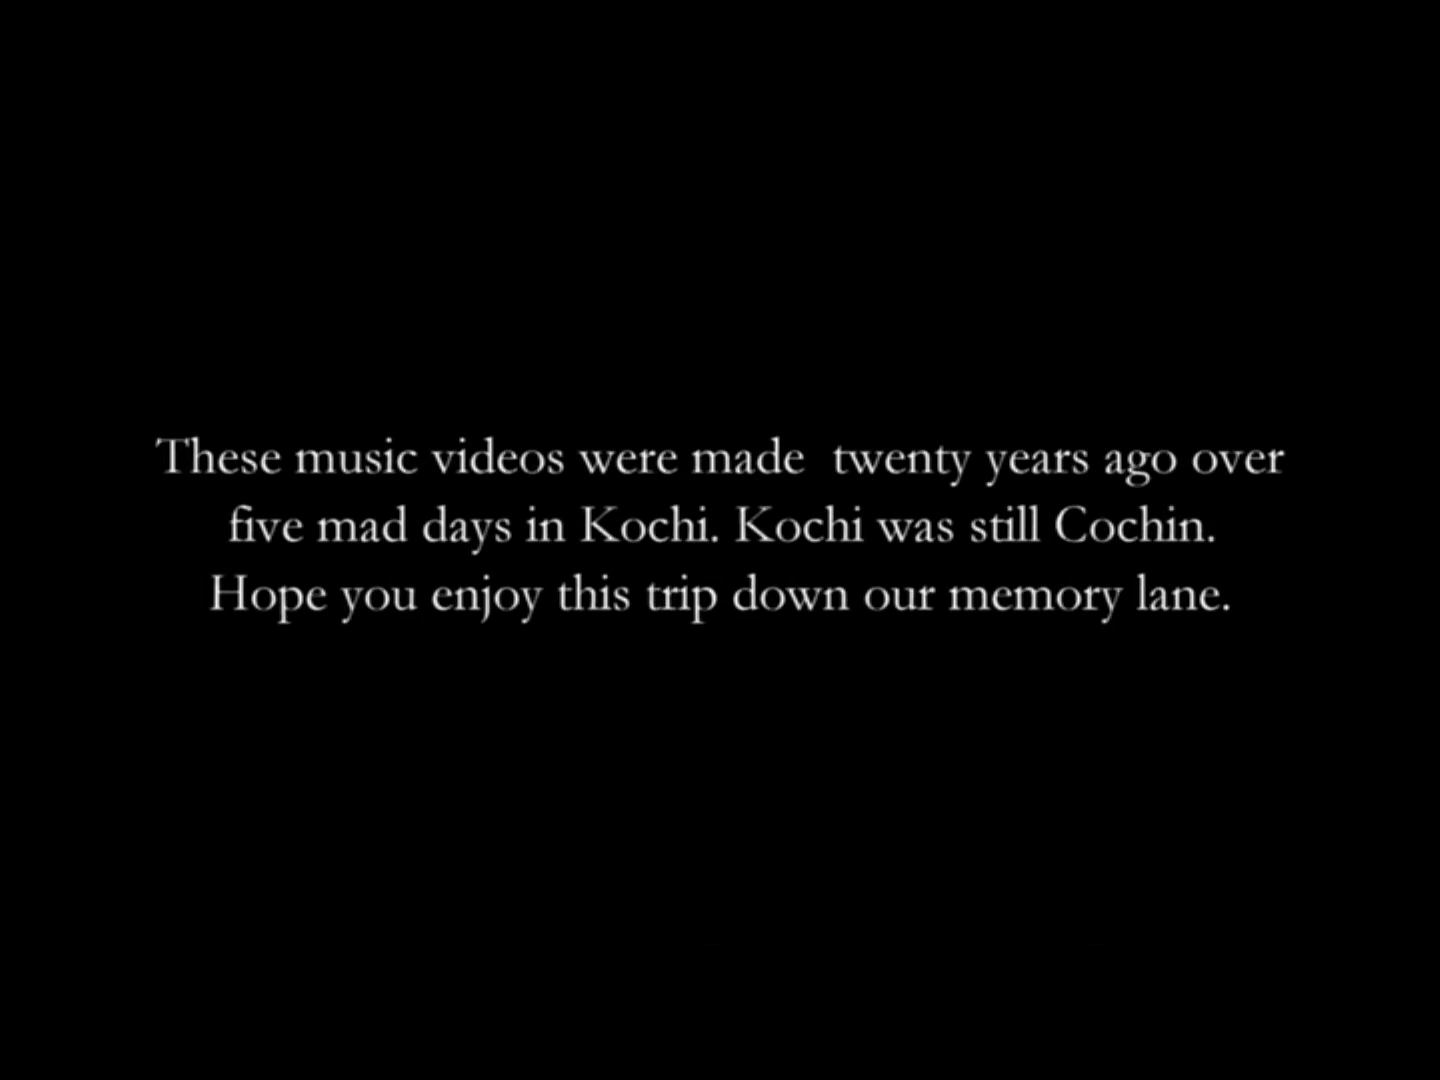 These music videos were made  twenty years ago over
five mad days in Kochi. Kochi was still Cochin.
Hope you enjoy this trip down our memory lane.